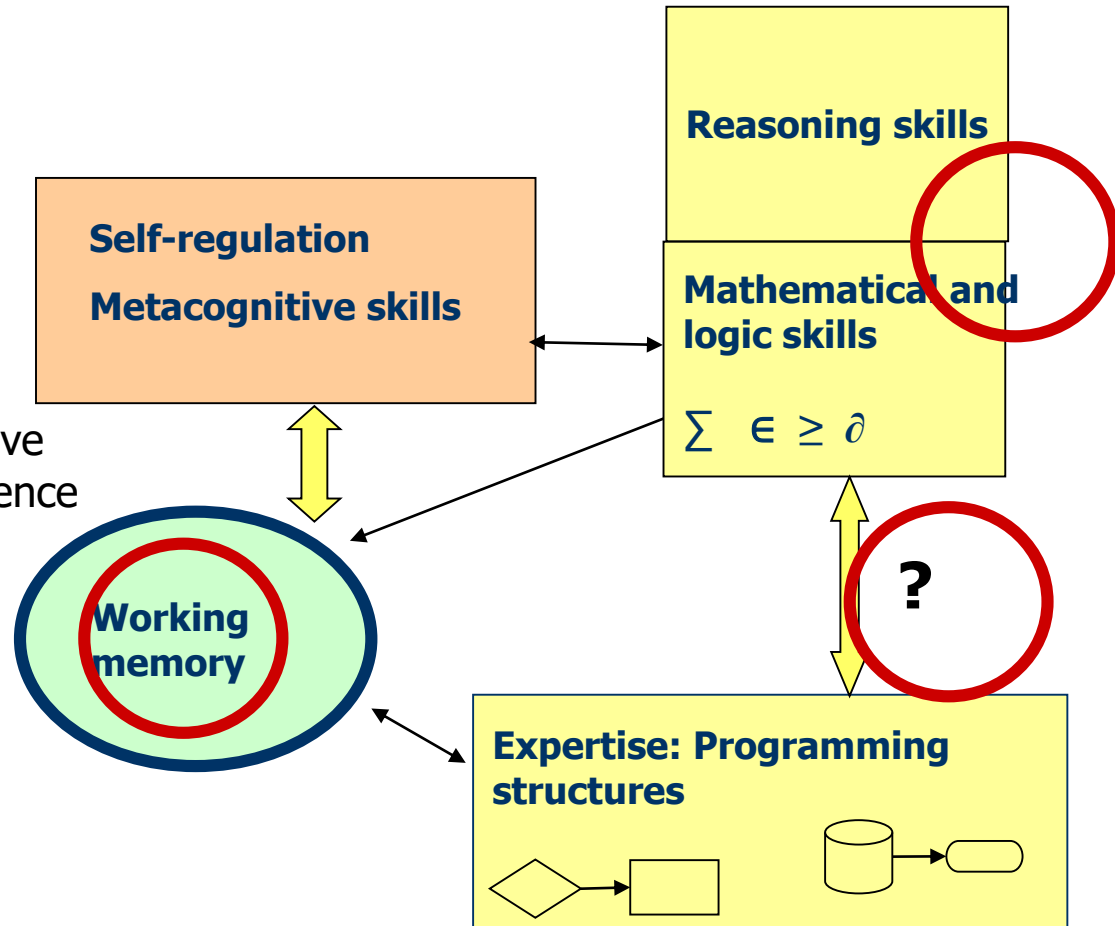 Reasoning skills
Self-regulation
Metacognitive skills
Mathematical and
logic skills
∑ ∈ ≥ ∂
ve
ence
Working
memory
?
Expertise: Programming
structures